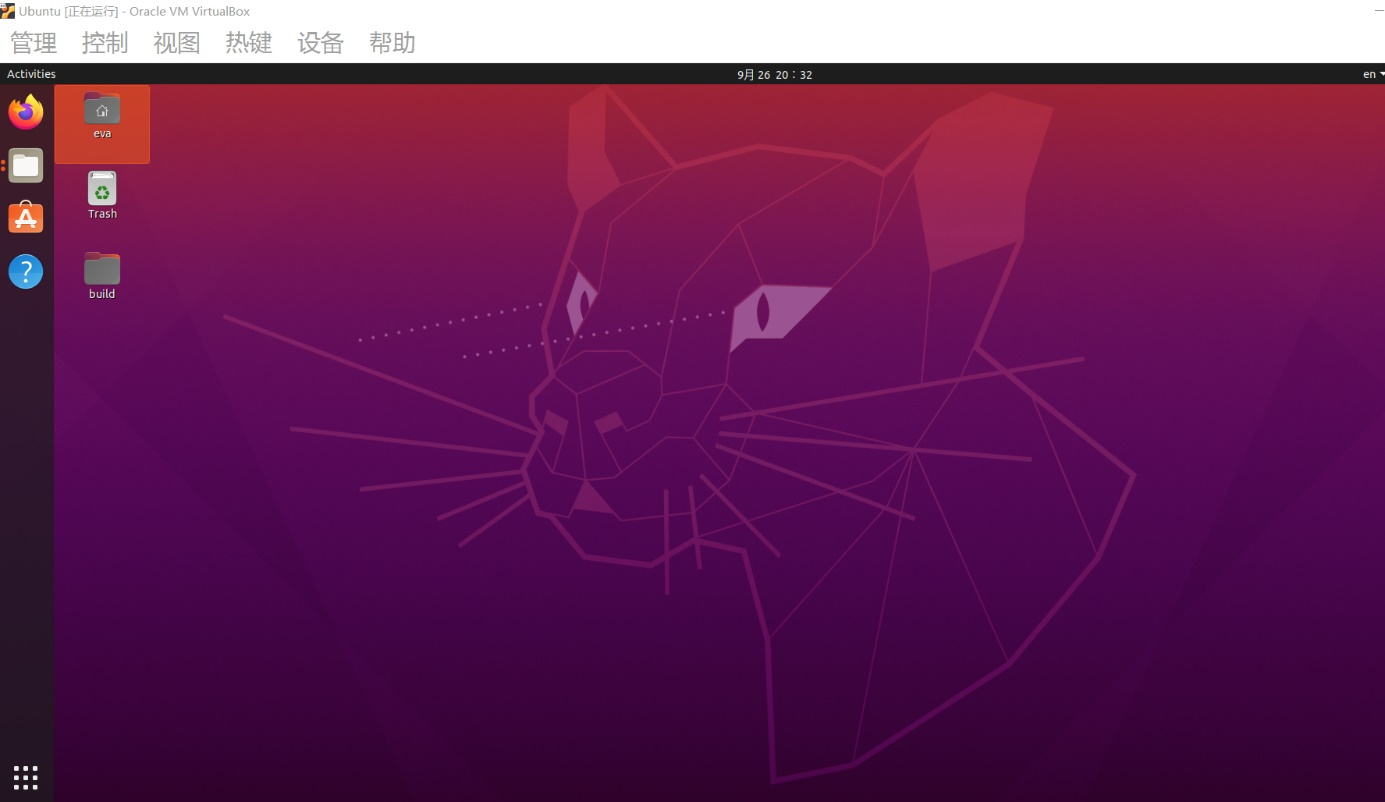 Ubuntu [正在运行] - Oracle VM VirtualBox
管理 控制 视图 热键 设备 帮助
Activities 9月 26 20：32 en
eva
Trash
build